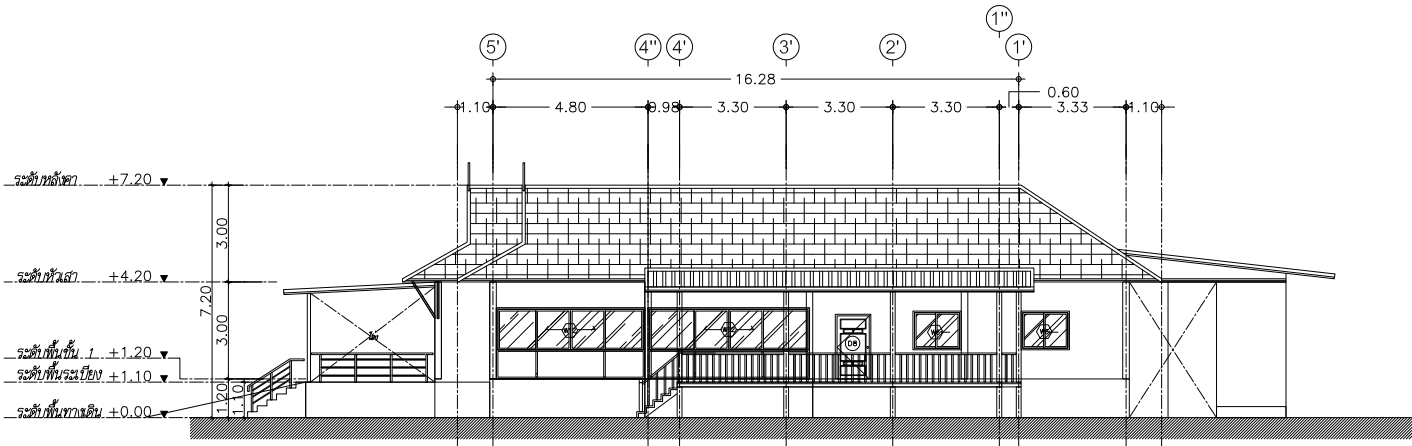 1"
5' 4" 4' 3' 2' 1'
16.28
0.60
1.10 4.80 0.98 3.30 3.30 3.30 3.33 1.10
ระดับหลังคา +7.20
3.00
ระดับหัวเสา +4.20
7.20
3.00
D8
ระดับพื้นชั้น 1 +1.20
ระดับพื้นระเบียง +1.10
1.20
1.10
ระดับพื้นทางเดิน +0.00